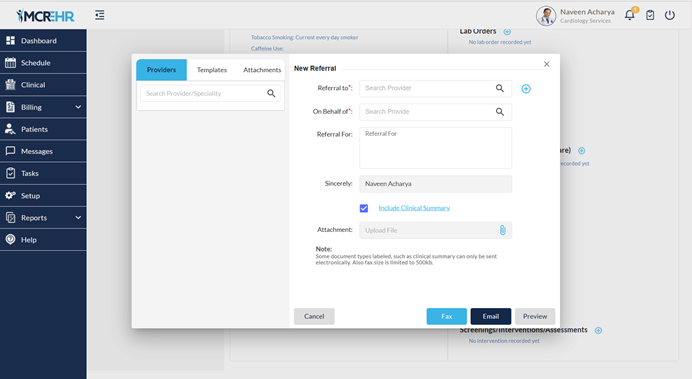 MCREHR
Naveen Acharya
Cardiology Services
Dashboard
Schedule
Clinical
Billing
Patients
Messages
Tasks
Setup
Reports
Help
Tobacco Smoking: Current every day smoker
Caffeine Use:
Lab Orders
No lab order recorded yet
Providers
Templates
Attachments
Search Provider/Speciality
New Referral
Referral to*:
Search Provider
On Behalf of*:
Search Provide
Referral For:
Referral For
Sincerely:
Naveen Acharya
Include Clinical Summary
Attachment:
Upload File
Note:
Some document types labeled, such as clinical summary can only be sent
electronically. Also fax size is limited to 500kb.
Cancel
Fax
Email
Preview
are)
ecorded yet
Screenings/Interventions/Assessments
No intervention recorded yet